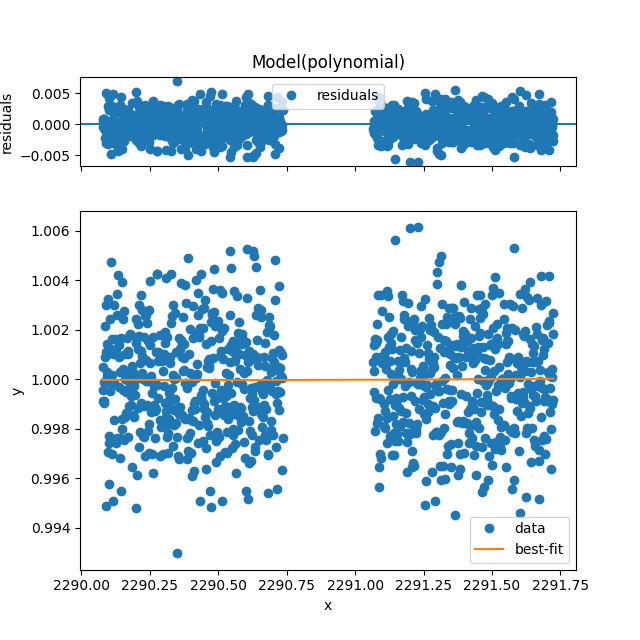 Model(polynomial)
residuals
0.005
0.000
−0.005
residuals
1.006
1.004
1.002
1.000
0.998
0.996
0.994
y
data
best-fit
2290.00 2290.25 2290.50 2290.75 2291.00 2291.25 2291.50 2291.75
x